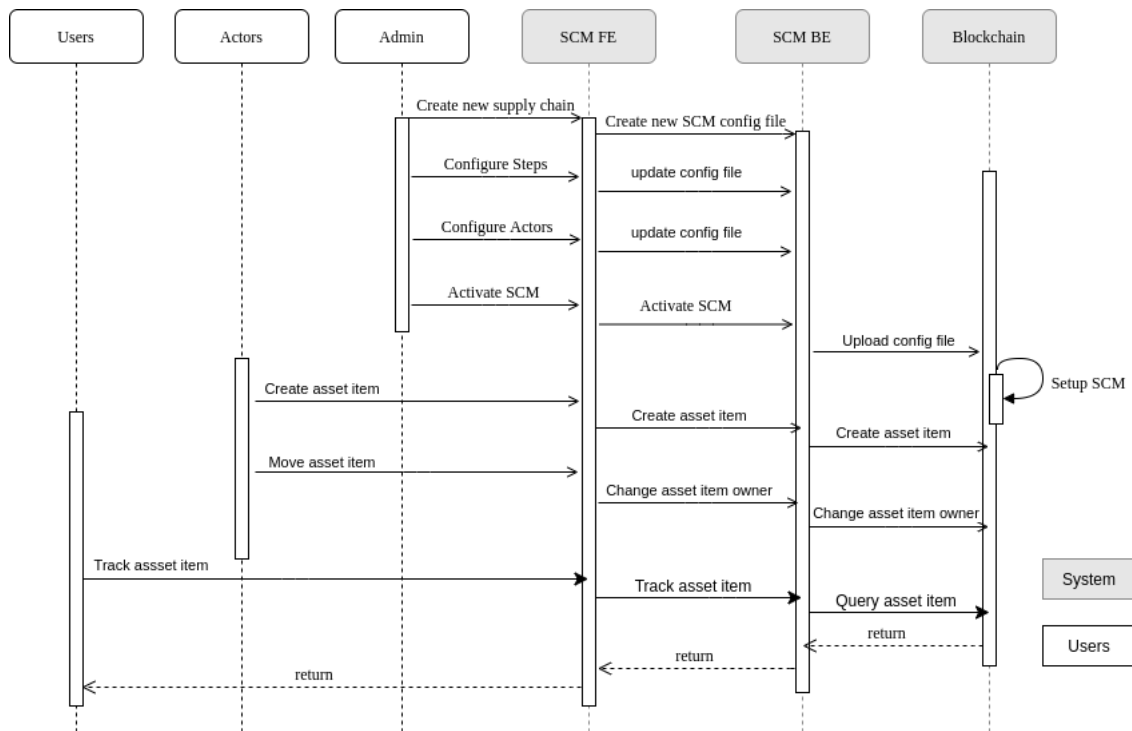 Users
Actors
Admin
SCM FE
SCM BE
Blockchain
Create new supply chain
Create new SCM config file
Configure Steps
update config file
Configure Actors
update config file
Activate SCM
Activate SCM
Upload config file
Setup SCM
Create asset item
Create asset item
Create asset item
Move asset item
Change asset item owner
Change asset item owner
Track assset item
Track asset item
Query asset item
System
Users
return
return
return